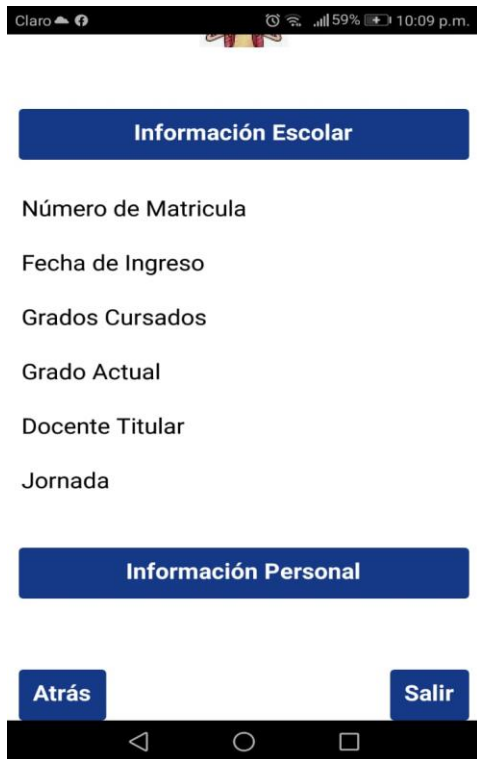 Claro 59% 10:09 p.m.
Información Escolar
Número de Matricula
Fecha de Ingreso
Grados Cursados
Grado Actual
Docente Titular
Jornada
Información Personal
Atrás Salir